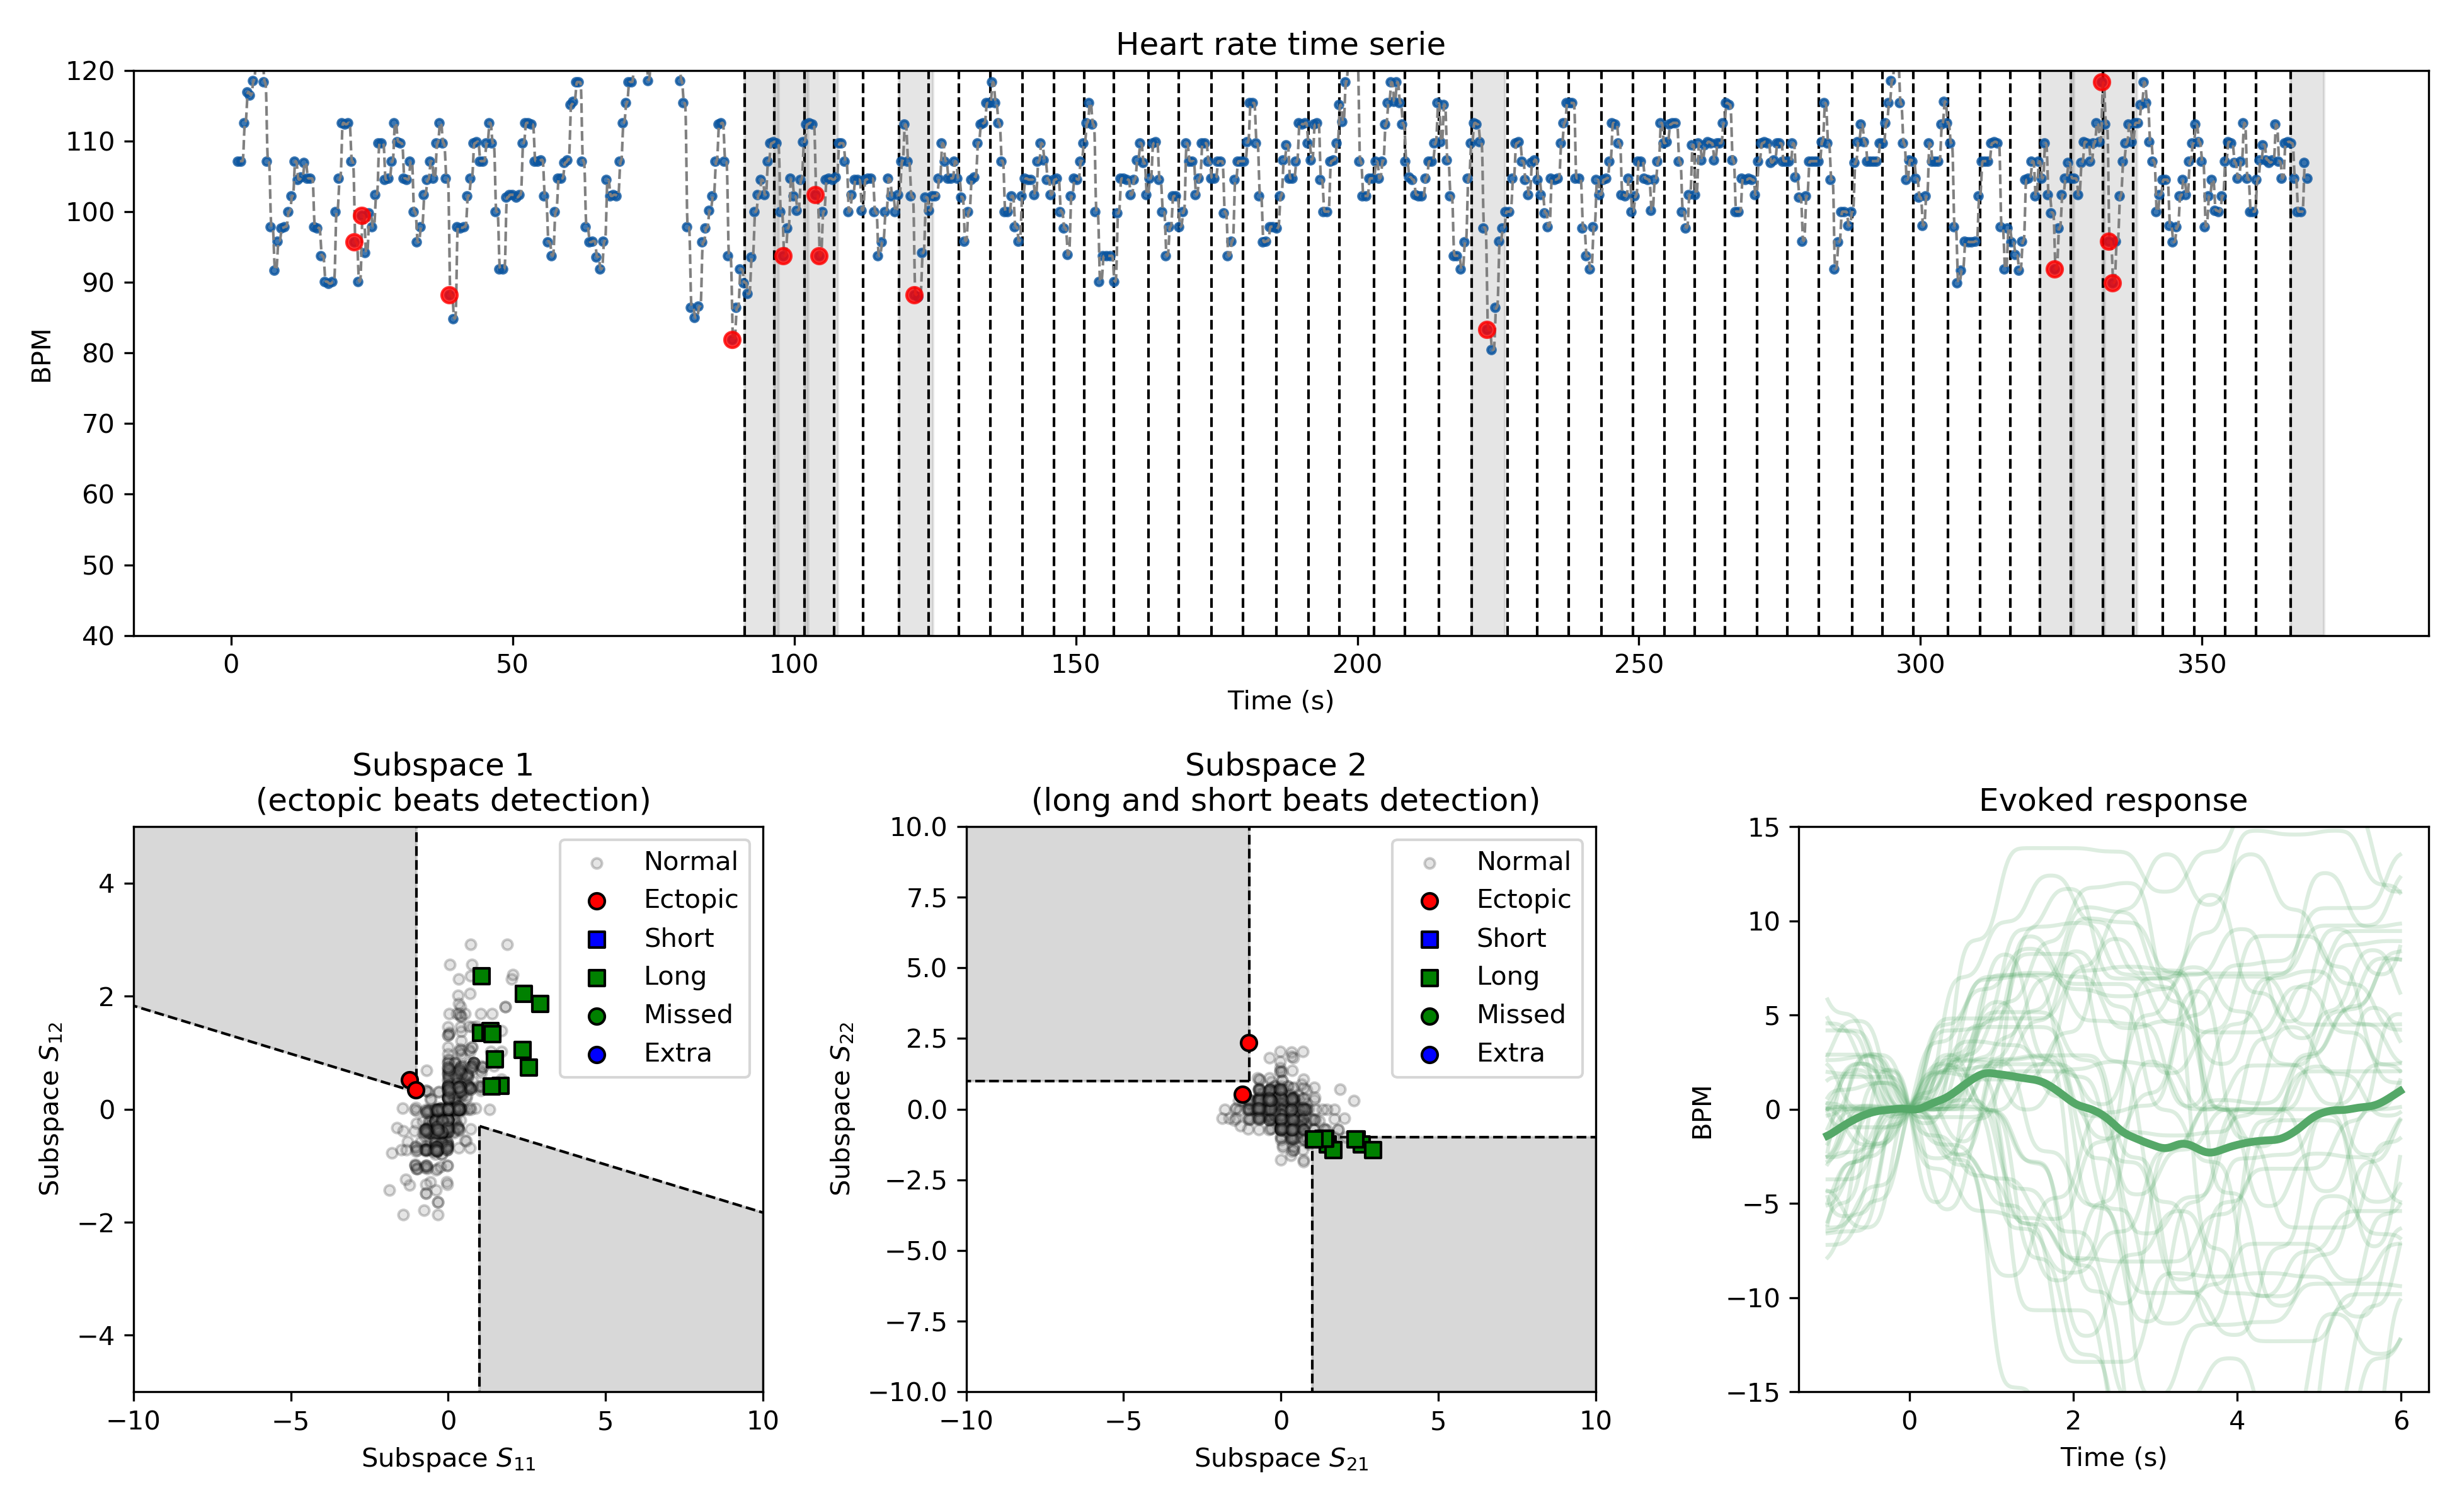 Heart rate time serie
120
110
100
90
80
70
60
50
40
BPM
0 50 100 150 200 250 300 350
Time (s)
Subspace 1
(ectopic beats detection)
4
2
0
−2
−4
Subspace S12
Normal
Ectopic
Short
Long
Missed
Extra
−10 −5 0 5 10
Subspace S11
Subspace 2
(long and short beats detection)
10.0
7.5
5.0
2.5
0.0
−2.5
−5.0
−7.5
−10.0
Subspace S22
Normal
Ectopic
Short
Long
Missed
Extra
−10 −5 0 5 10
Subspace S21
Evoked response
15
10
5
0
−5
−10
−15
BPM
0 2 4 6
Time (s)